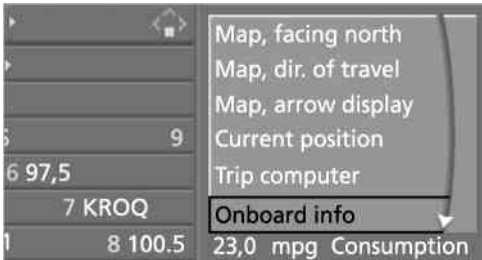 Map, facing north
Map, dir. of travel
Map, arrow display
9
Current position
6 97,5
Trip computer
7 KROQ
Onboard info
8 100.5
23,0 mpg Consumption